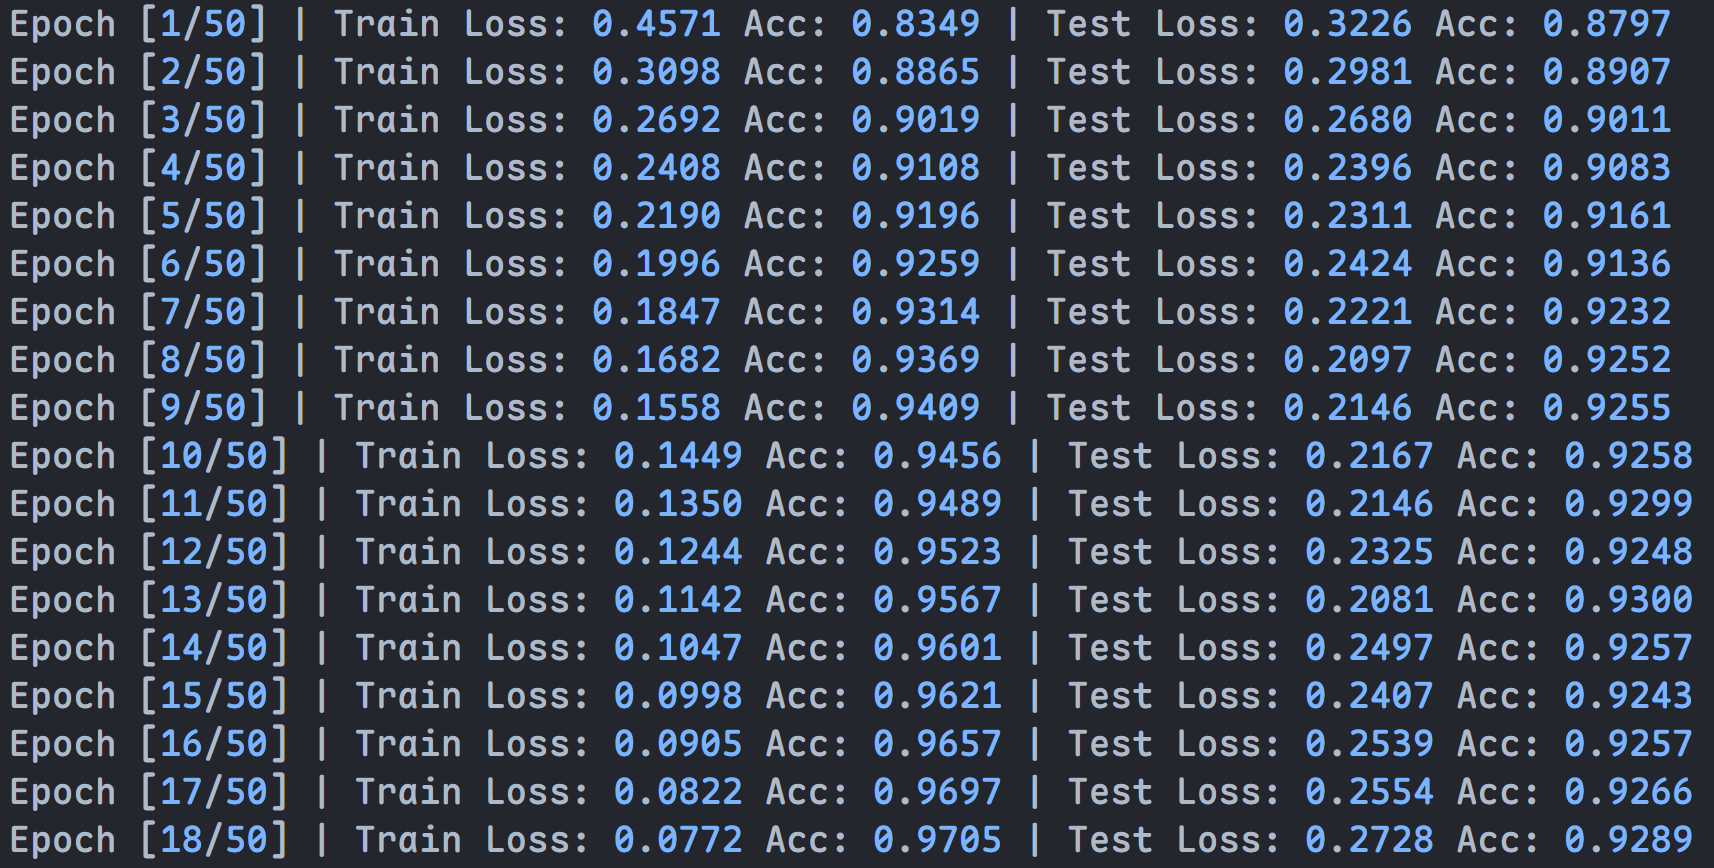 Epoch [1/50] | Train Loss: 0.4571 Acc: 0.8349 | Test Loss: 0.3226 Acc: 0.8797
Epoch [2/50] | Train Loss: 0.3098 Acc: 0.8865 | Test Loss: 0.2981 Acc: 0.8907
Epoch [3/50] | Train Loss: 0.2692 Acc: 0.9019 | Test Loss: 0.2680 Acc: 0.9011
Epoch [4/50] | Train Loss: 0.2408 Acc: 0.9108 | Test Loss: 0.2396 Acc: 0.9083
Epoch [5/50] | Train Loss: 0.2190 Acc: 0.9196 | Test Loss: 0.2311 Acc: 0.9161
Epoch [6/50] | Train Loss: 0.1996 Acc: 0.9259 | Test Loss: 0.2424 Acc: 0.9136
Epoch [7/50] | Train Loss: 0.1847 Acc: 0.9314 | Test Loss: 0.2221 Acc: 0.9232
Epoch [8/50] | Train Loss: 0.1682 Acc: 0.9369 | Test Loss: 0.2097 Acc: 0.9252
Epoch [9/50] | Train Loss: 0.1558 Acc: 0.9409 | Test Loss: 0.2146 Acc: 0.9255
Epoch [10/50] | Train Loss: 0.1449 Acc: 0.9456 | Test Loss: 0.2167 Acc: 0.9258
Epoch [11/50] | Train Loss: 0.1350 Acc: 0.9489 | Test Loss: 0.2146 Acc: 0.9299
Epoch [12/50] | Train Loss: 0.1244 Acc: 0.9523 | Test Loss: 0.2325 Acc: 0.9248
Epoch [13/50] | Train Loss: 0.1142 Acc: 0.9567 | Test Loss: 0.2081 Acc: 0.9300
Epoch [14/50] | Train Loss: 0.1047 Acc: 0.9601 | Test Loss: 0.2497 Acc: 0.9257
Epoch [15/50] | Train Loss: 0.0998 Acc: 0.9621 | Test Loss: 0.2407 Acc: 0.9243
Epoch [16/50] | Train Loss: 0.0905 Acc: 0.9657 | Test Loss: 0.2539 Acc: 0.9257
Epoch [17/50] | Train Loss: 0.0822 Acc: 0.9697 | Test Loss: 0.2554 Acc: 0.9266
Epoch [18/50] | Train Loss: 0.0772 Acc: 0.9705 | Test Loss: 0.2728 Acc: 0.9289